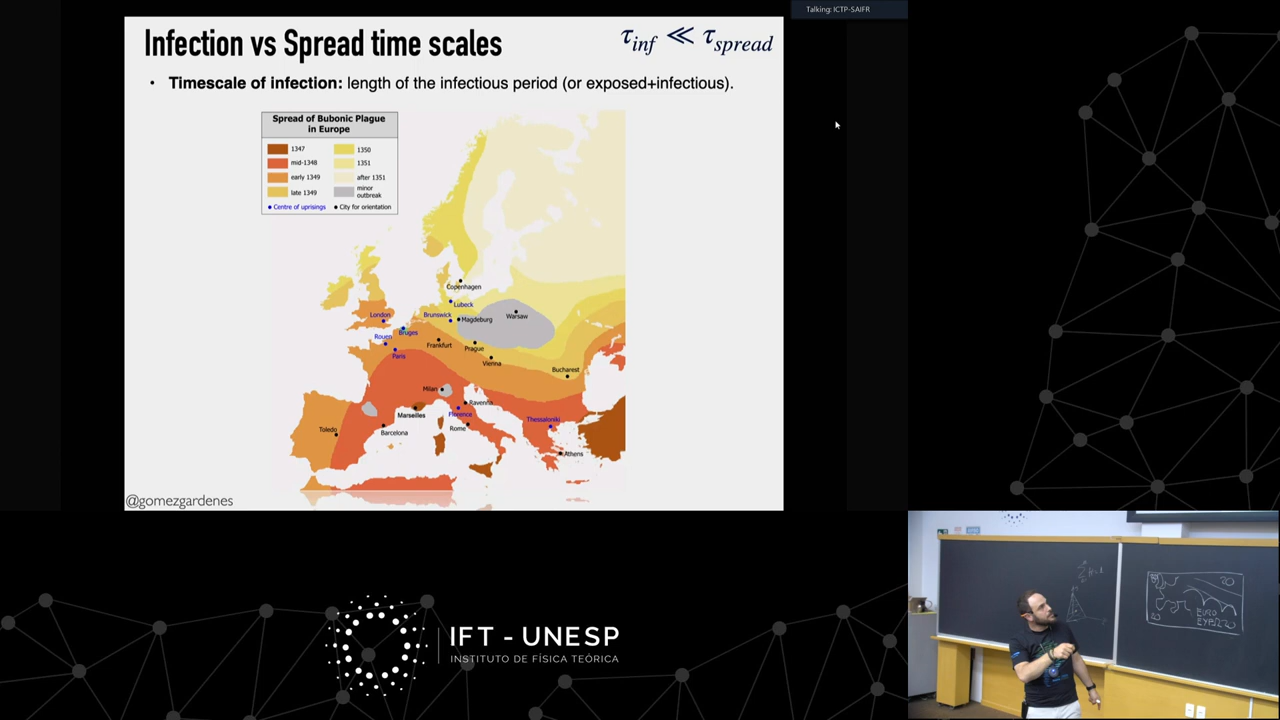 Talking: ICTP-SAIFR
Infection vs Spread time scales
τinf ≪ τspread
• Timescale of infection: length of the infectious period (or exposed+infectious).
Spread of Bubonic Plague
in Europe
1347
1350
mid-1348
1351
early 1349
after 1351
late 1349
minor
outbreak
• Centre of uprisings
• City for orientation
Copenhagen
Lübeck
London
Brunswick
Magdeburg
Warsaw
Bruges
Rouen
Frankfurt
Prague
Paris
Vienna
Bucharest
Milan
Ravenna
Marseilles
Florence
Thessaloniki
Toledo
Barcelona
Rome
Athens
@gomezgardenes
IFT - UNESP
INSTITUTO DE FÍSICA TEÓRICA
20
EURO
20